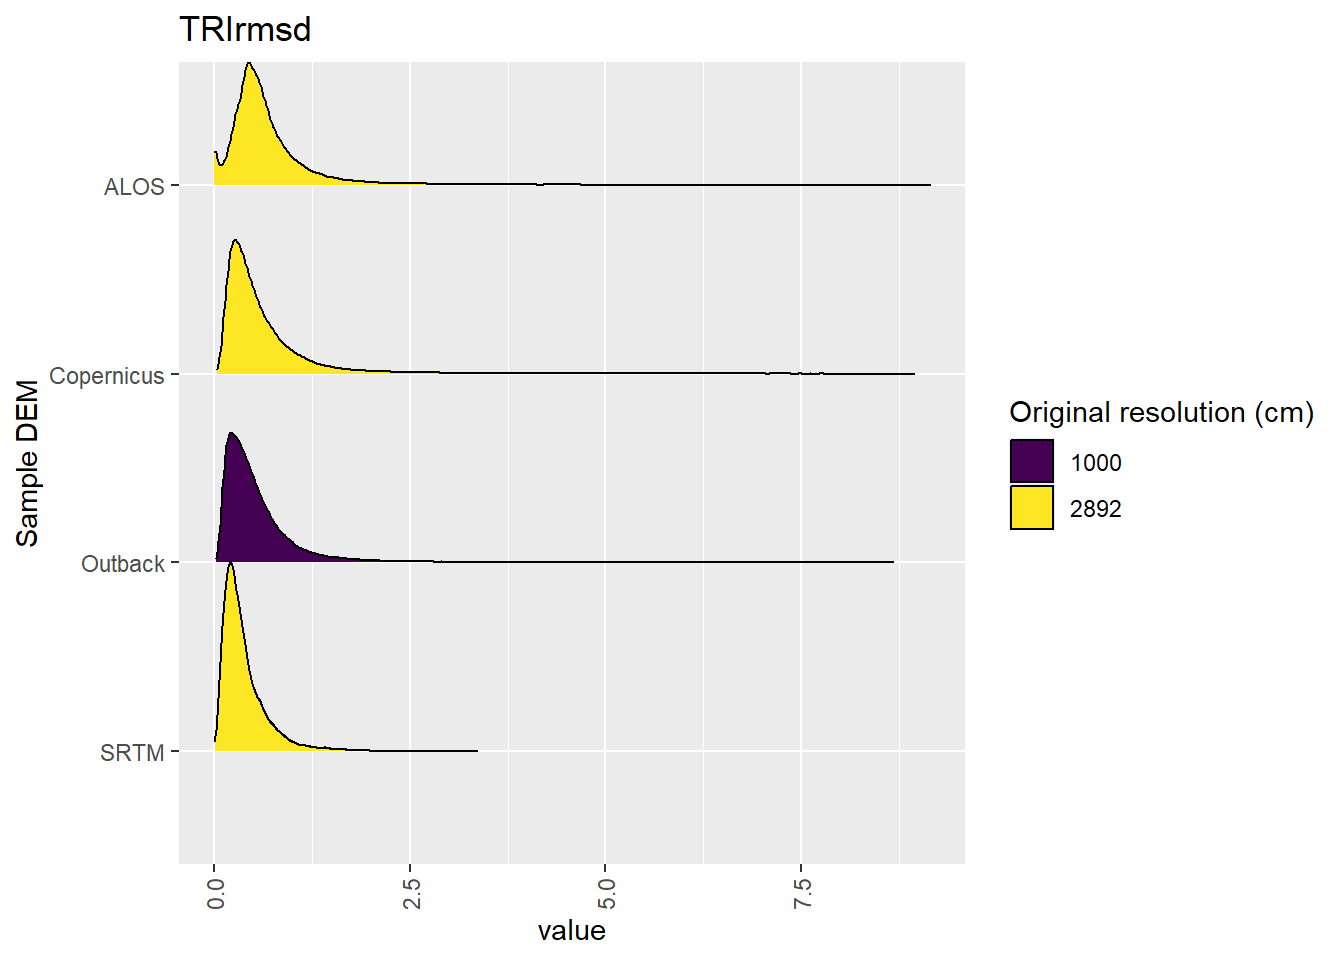 TRIrmsd
ALOS
Copernicus
Outback
SRTM
Sample DEM
0.0
2.5
5.0
7.5
value
Original resolution (cm)
1000
2892